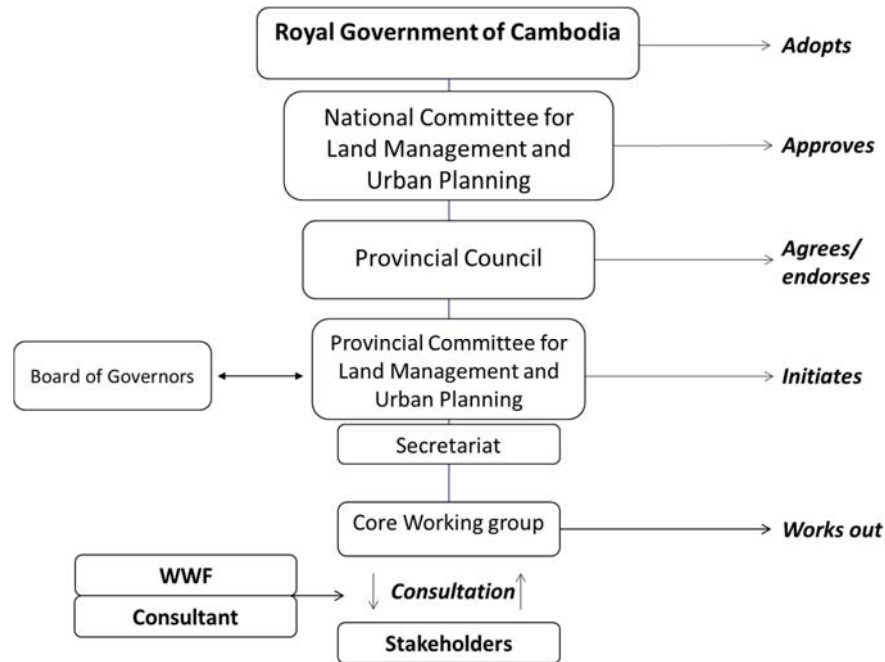 Royal Government of Cambodia
Adopts
National Committee for
Land Management and
Urban Planning
Approves
Provincial Council
Agrees/
endorses
Board of Governors
Provincial Committee for
Land Management and
Urban Planning
Initiates
Secretariat
Core Working group
Works out
WWF
Consultant
Consultation
Stakeholders